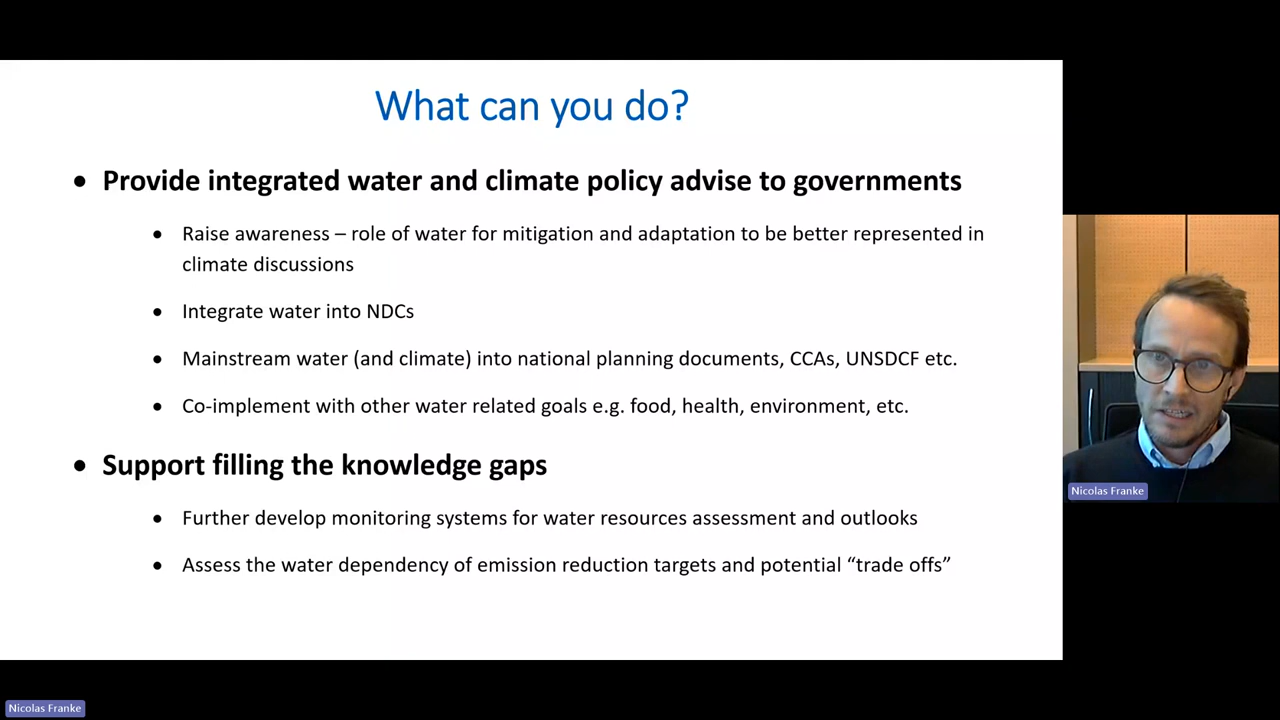 What can you do?
• Provide integrated water and climate policy advise to governments
• Raise awareness – role of water for mitigation and adaptation to be better represented in
climate discussions
• Integrate water into NDCs
• Mainstream water (and climate) into national planning documents, CCAs, UNSDCF etc.
• Co-implement with other water related goals e.g. food, health, environment, etc.
• Support filling the knowledge gaps
• Further develop monitoring systems for water resources assessment and outlooks
• Assess the water dependency of emission reduction targets and potential “trade offs”
Nicolas Franke
Nicolas Franke